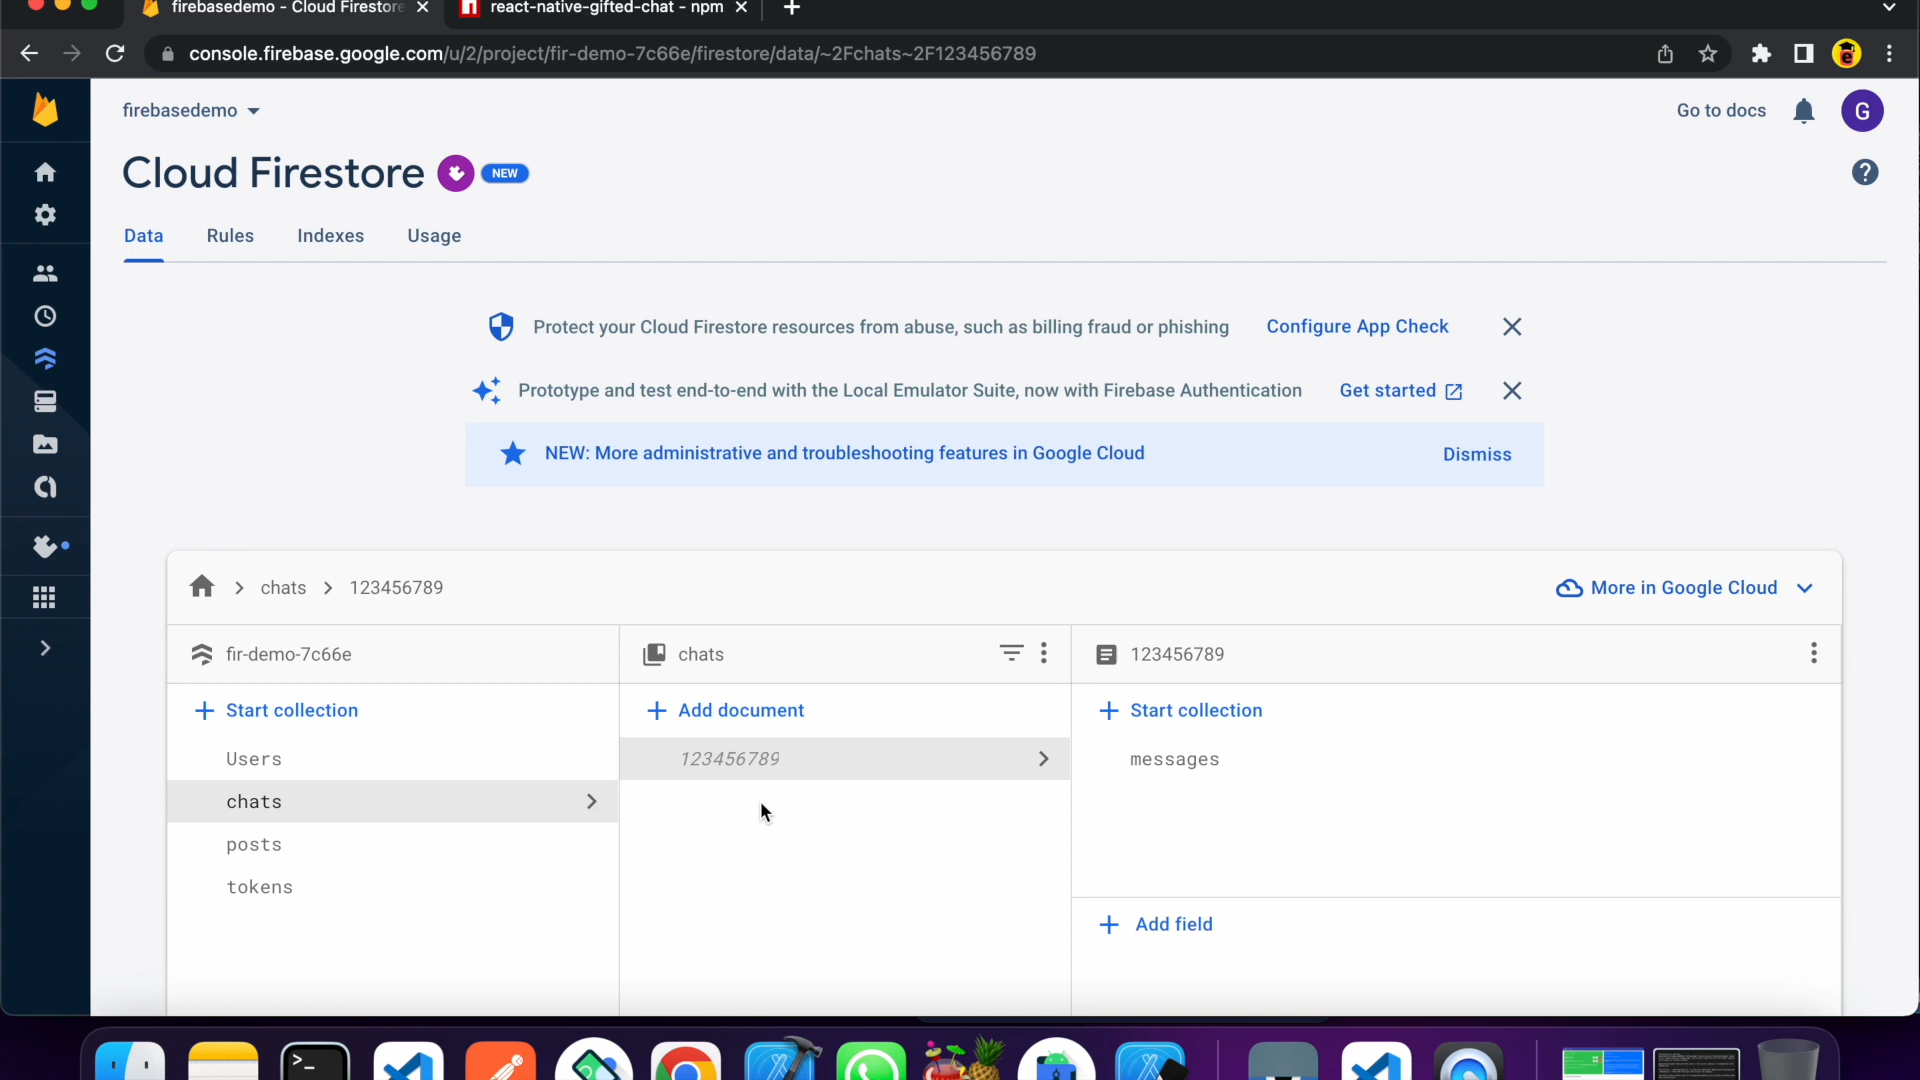 firebasedemo - Cloud Firestore
react-native-gifted-chat - npm
console.firebase.google.com/u/2/project/fir-demo-7c66e/firestore/data/~2Fchats~2F123456789
firebasedemo
Go to docs
G
Cloud Firestore
NEW
Data
Rules
Indexes
Usage
Protect your Cloud Firestore resources from abuse, such as billing fraud or phishing
Configure App Check
Prototype and test end-to-end with the Local Emulator Suite, now with Firebase Authentication
Get started
NEW: More administrative and troubleshooting features in Google Cloud
Dismiss
chats
123456789
More in Google Cloud
fir-demo-7c66e
chats
123456789
Start collection
Add document
Start collection
Users
123456789
messages
chats
posts
tokens
Add field